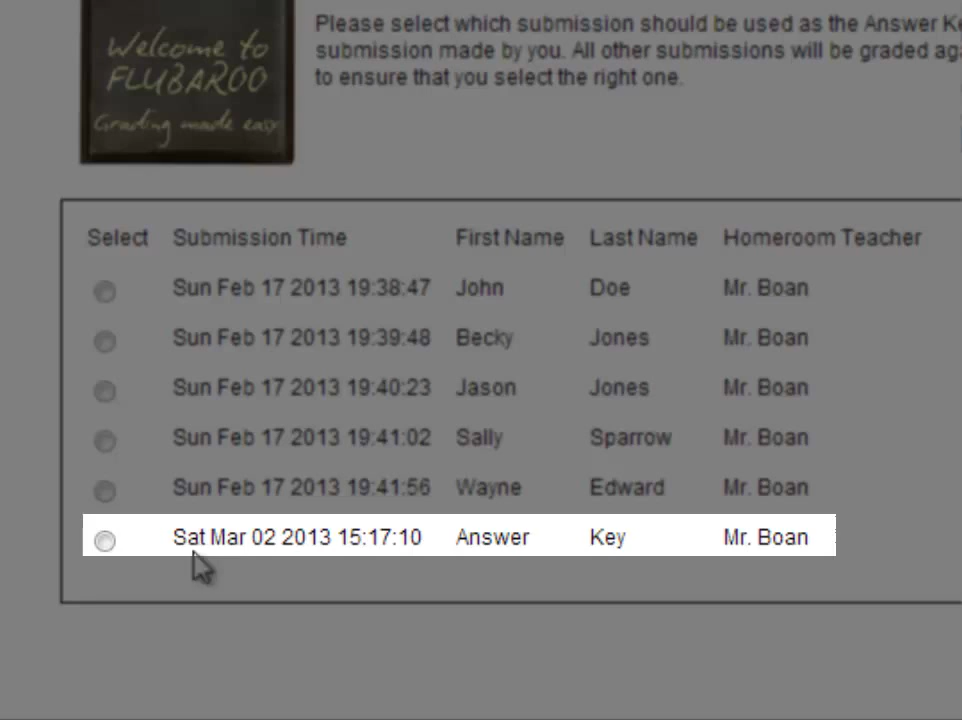 Welcome to
FLUBAROO
Grading made easy
Please select which submission should be used as the Answer
submission made by you. All other submissions will be graded
to ensure that you select the right one.
Select Submission Time First Name Last Name Homeroom Teacher
Sun Feb 17 2013 19:38:47 John Doe Mr. Boan
Sun Feb 17 2013 19:39:48 Becky Jones Mr. Boan
Sun Feb 17 2013 19:40:23 Jason Jones Mr. Boan
Sun Feb 17 2013 19:41:02 Sally Sparrow Mr. Boan
Sun Feb 17 2013 19:41:56 Wayne Edward Mr. Boan
Sat Mar 02 2013 15:17:10 Answer Key Mr. Boan